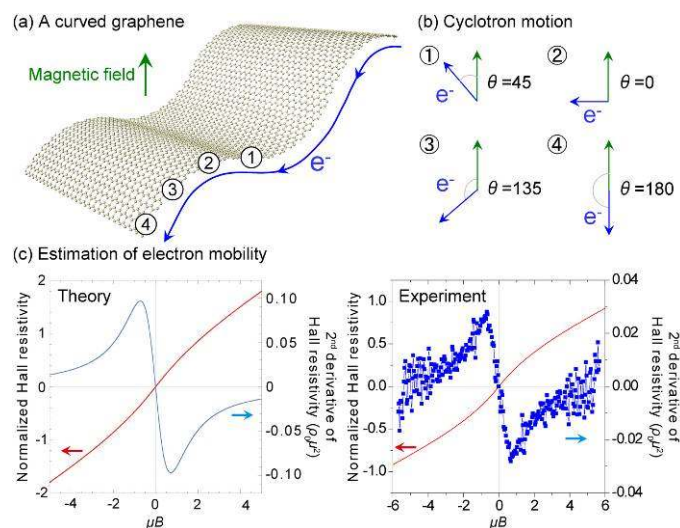 (a) A curved graphene
Magnetic field
e-
1
2
3
4
(b) Cyclotron motion
1
θ=45
e-
2
θ=0
e-
3
θ=135
e-
4
θ=180
e-
(c) Estimation of electron mobility
Theory
Normalized Hall resistivity
2
1
0
-1
-2
-4
-2
0
2
4
μB
0.10
0.05
0
-0.05
-0.10
2nd derivative of
Hall resistivity (ρ0μ²)
Experiment
Normalized Hall resistivity
1.0
0.5
0.0
-0.5
-1.0
-6
-4
-2
0
2
4
6
μB
0.04
0.02
0.00
-0.02
-0.04
2nd derivative of
Hall resistivity (ρ0μ²)